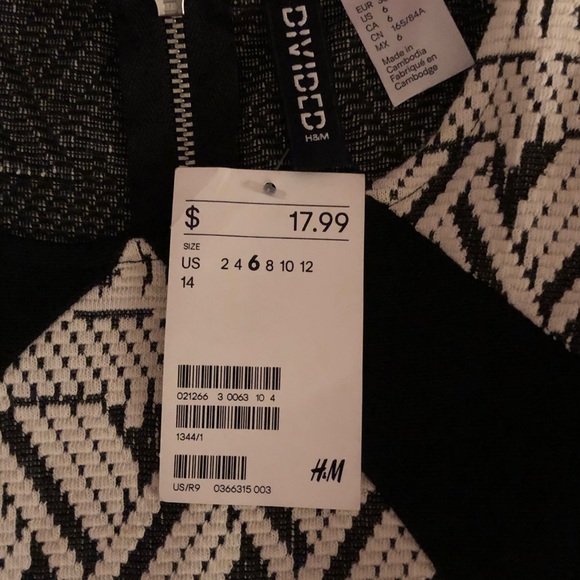 DIVIDED
H&M
EUR
US 6
CA 6
CN 165/84A
MX 6
Made in
Cambodia
Fabriqué en
Cambodge
$ 17.99
SIZE
US 2 4 6 8 10 12
14
021266 3 0063 10 4
1344/1
H&M
US/R9 0366315 003